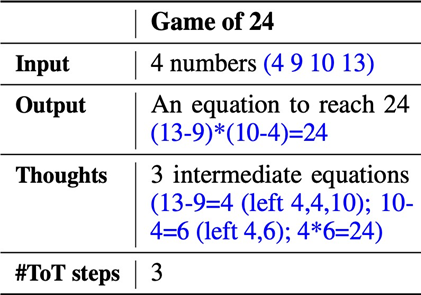 Game of 24
Input 4 numbers (4 9 10 13)
Output An equation to reach 24
(13-9)*(10-4)=24
Thoughts 3 intermediate equations
(13-9=4 (left 4,4,10); 10-
4=6 (left 4,6); 4*6=24)
#ToT steps 3